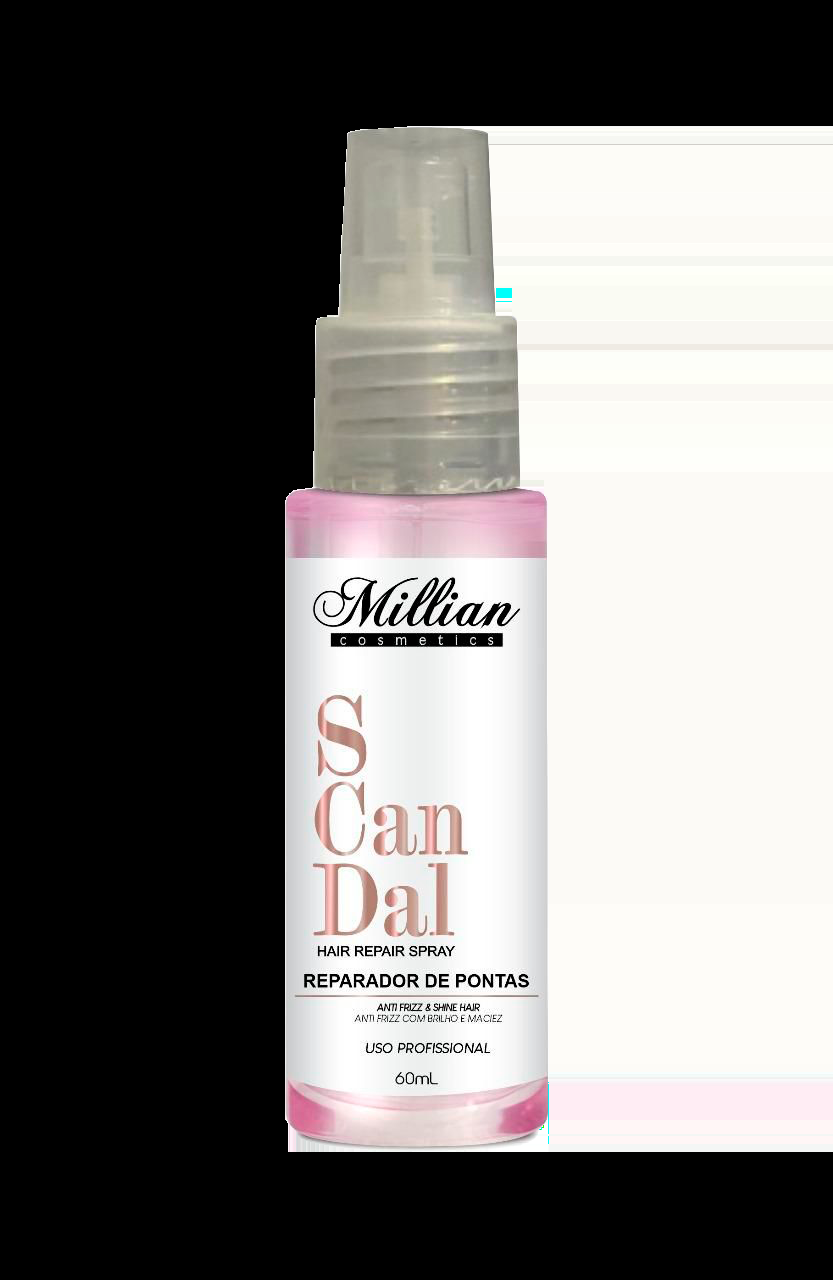 Millian
cosmetics
S
Can
Dal
HAIR REPAIR SPRAY
REPARADOR DE PONTAS
ANTI FRIZZ & SHINE HAIR
ANTI FRIZZ COM BRILHO E MACIEZ
USO PROFISSIONAL
60mL